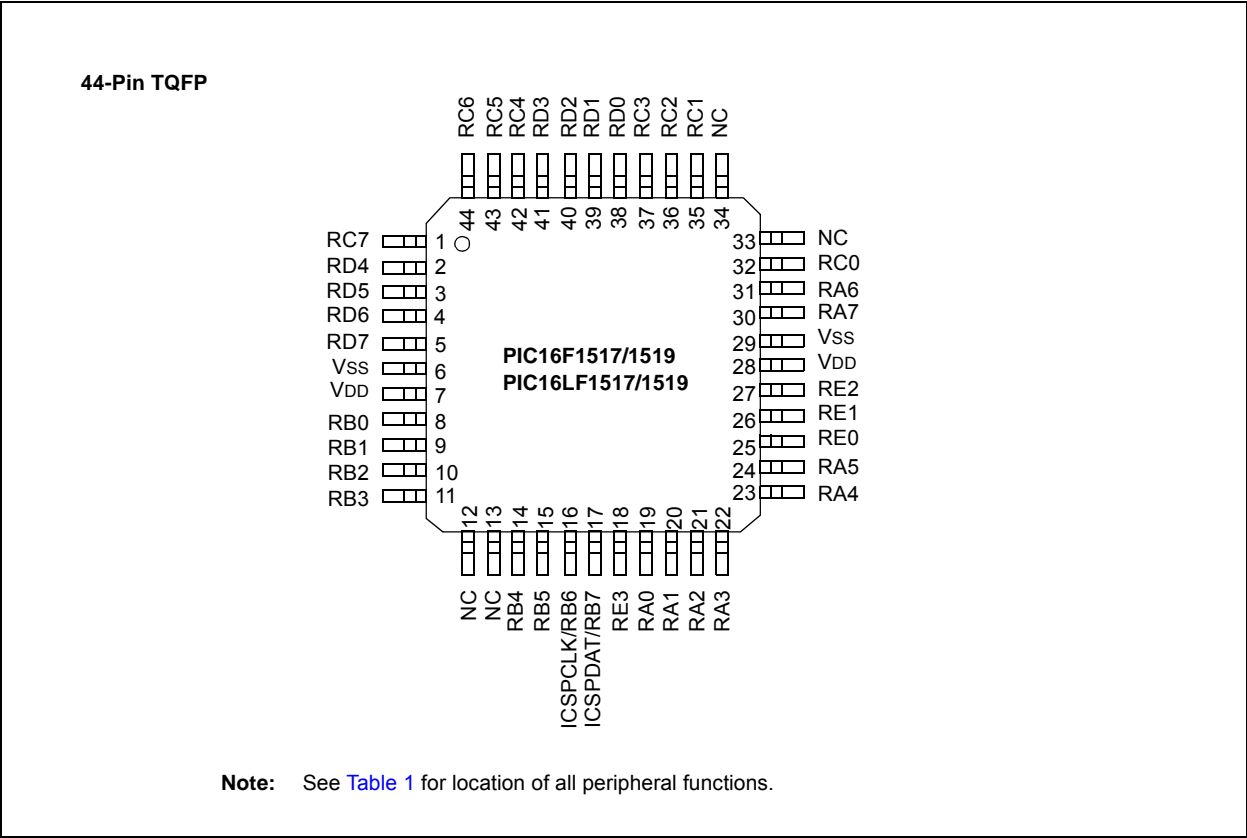 44-Pin TQFP
RC6
RC5
RC4
RD3
RD2
RD1
RD0
RC3
RC2
RC1
NC
44
43
42
41
40
39
38
37
36
35
34
RC7 1
RD4 2
RD5 3
RD6 4
RD7 5
VSS 6
VDD 7
RB0 8
RB1 9
RB2 10
RB3 11
PIC16F1517/1519
PIC16LF1517/1519
33 NC
32 RC0
31 RA6
30 RA7
29 VSS
28 VDD
27 RE2
26 RE1
25 RE0
24 RA5
23 RA4
12
13
14
15
16
17
18
19
20
21
22
NC
NC
RB4
RB5
ICSPCLK/RB6
ICSPDAT/RB7
RE3
RA0
RA1
RA2
RA3
Note: See Table 1 for location of all peripheral functions.